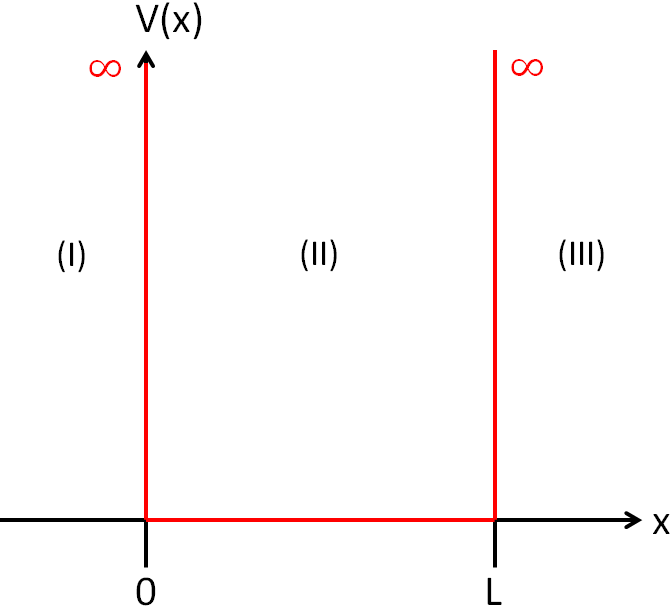 V(x)
∞ ∞
(I) (II) (III)
x
0 L